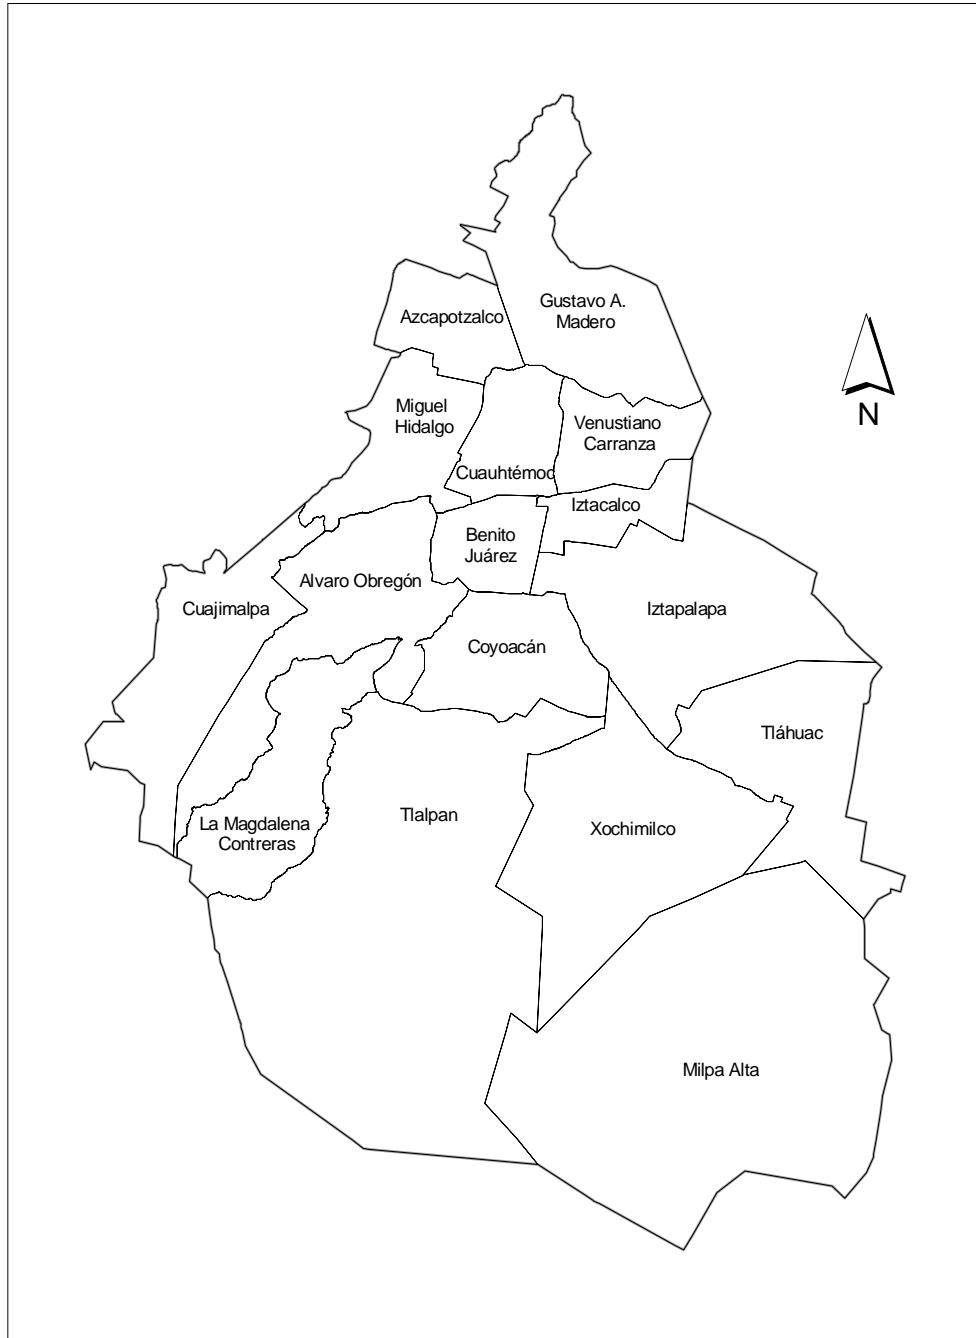 Gustavo A.
Madero
Azcapotzalco
Miguel
Hidalgo
N
Venustiano
Carranza
Cuauhtémoc
Iztacalco
Benito
Juárez
Alvaro Obregón
Cuajimalpa
Iztapalapa
Coyoacán
Tláhuac
Tlalpan
La Magdalena
Contreras
Xochimilco
Milpa Alta